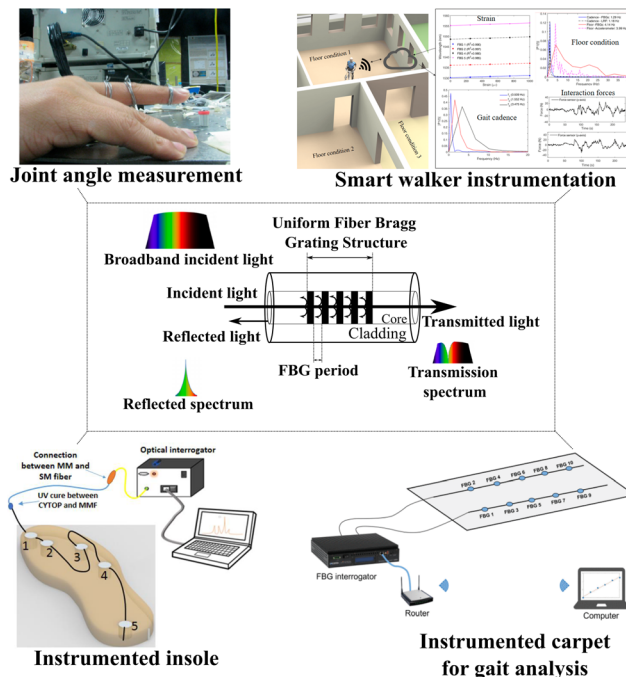 Joint angle measurement
Floor condition 1
Floor condition 2
Floor condition 3
Strain
Floor condition
Gait cadence
Interaction forces
Smart walker instrumentation
Uniform Fiber Bragg
Grating Structure
Broadband incident light
Incident light
Reflected light
Core
Cladding
Transmitted light
FBG period
Transmission
spectrum
Reflected spectrum
Connection
between MM and
SM fiber
Optical interrogator
UV cure between
CYTOP and MMF
1
2
3
4
5
Instrumented insole
FBG 2
FBG 4
FBG 6
FBG 8
FBG 10
FBG 1
FBG 3
FBG 5
FBG 7
FBG 9
FBG interrogator
Router
Computer
Instrumented carpet
for gait analysis